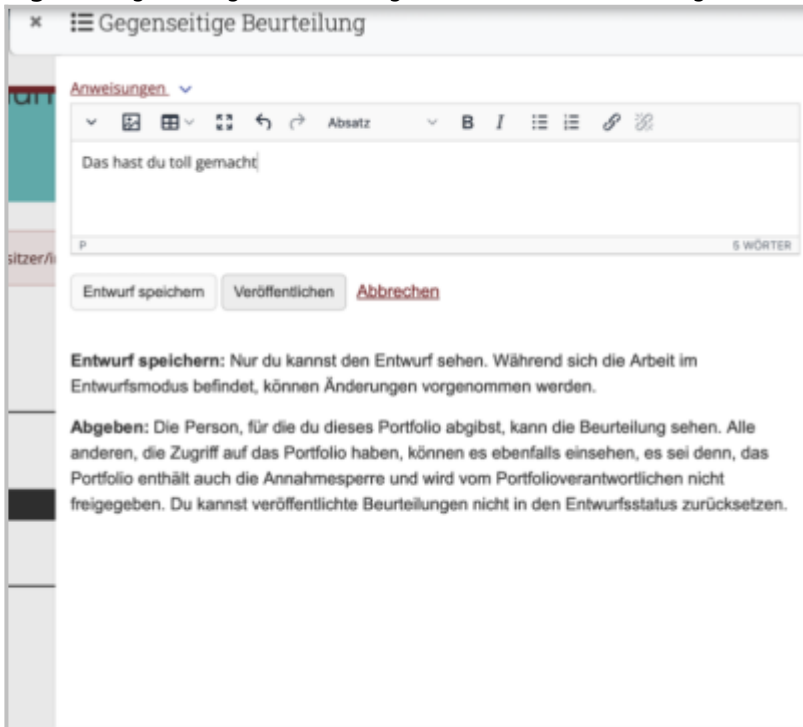 × Gegenseitige Beurteilung
Anweisungen
Absatz B I
Das hast du toll gemacht
P 5 WÖRTER
sitzer/i
Entwurf speichern Veröffentlichen Abbrechen
Entwurf speichern: Nur du kannst den Entwurf sehen. Während sich die Arbeit im
Entwurfsmodus befindet, können Änderungen vorgenommen werden.
Abgeben: Die Person, für die du dieses Portfolio abgibst, kann die Beurteilung sehen. Alle
anderen, die Zugriff auf das Portfolio haben, können es ebenfalls einsehen, es sei denn, das
Portfolio enthält auch die Annahmesperre und wird vom Portfolioverantwortlichen nicht
freigegeben. Du kannst veröffentlichte Beurteilungen nicht in den Entwurfsstatus zurücksetzen.